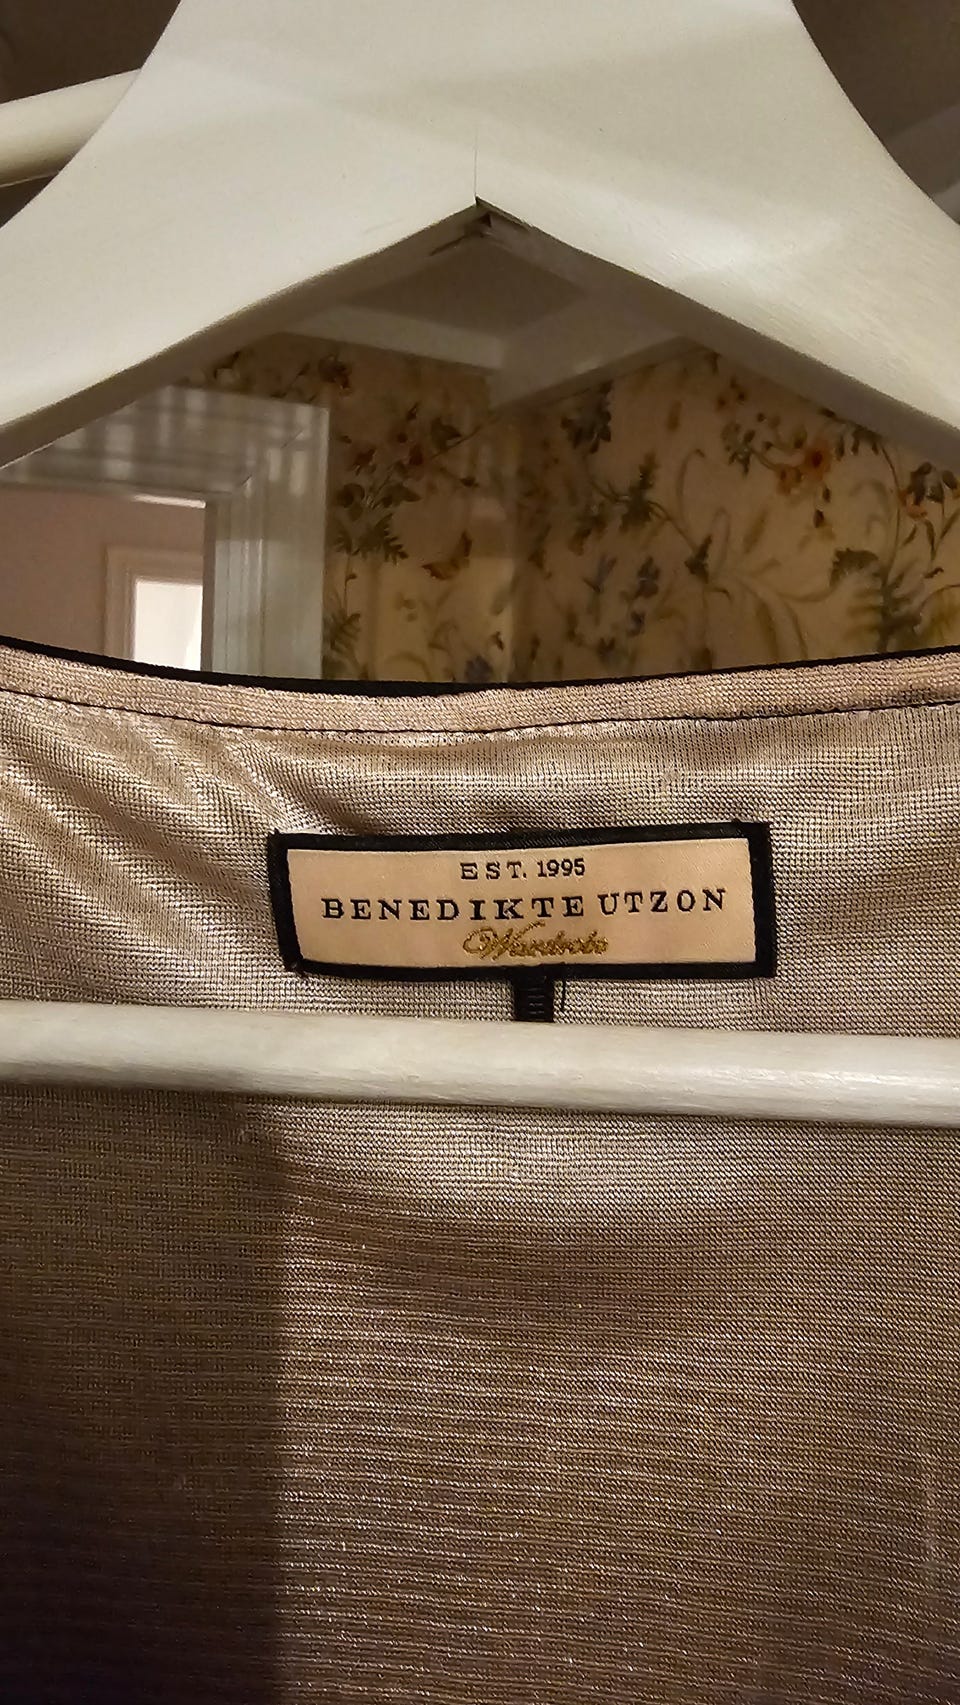 EST. 1995
BENEDIKTE UTZON
Wardrobe